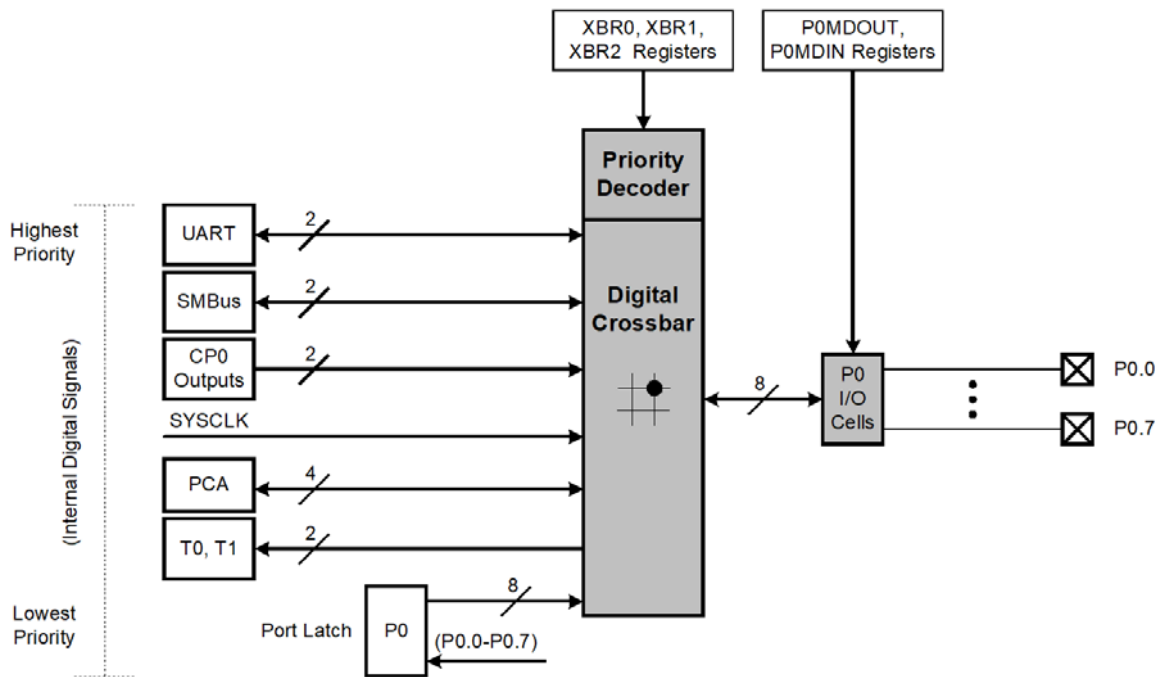 XBR0, XBR1,
XBR2 Registers
P0MDOUT,
P0MDIN Registers
Priority
Decoder
Highest
Priority
UART
2
SMBus
2
Digital
Crossbar
CP0
Outputs
2
P0
I/O
Cells
8
P0.0
P0.7
SYSCLK
(Internal Digital Signals)
PCA
4
T0, T1
2
Lowest
Priority
Port Latch
P0
8
(P0.0-P0.7)